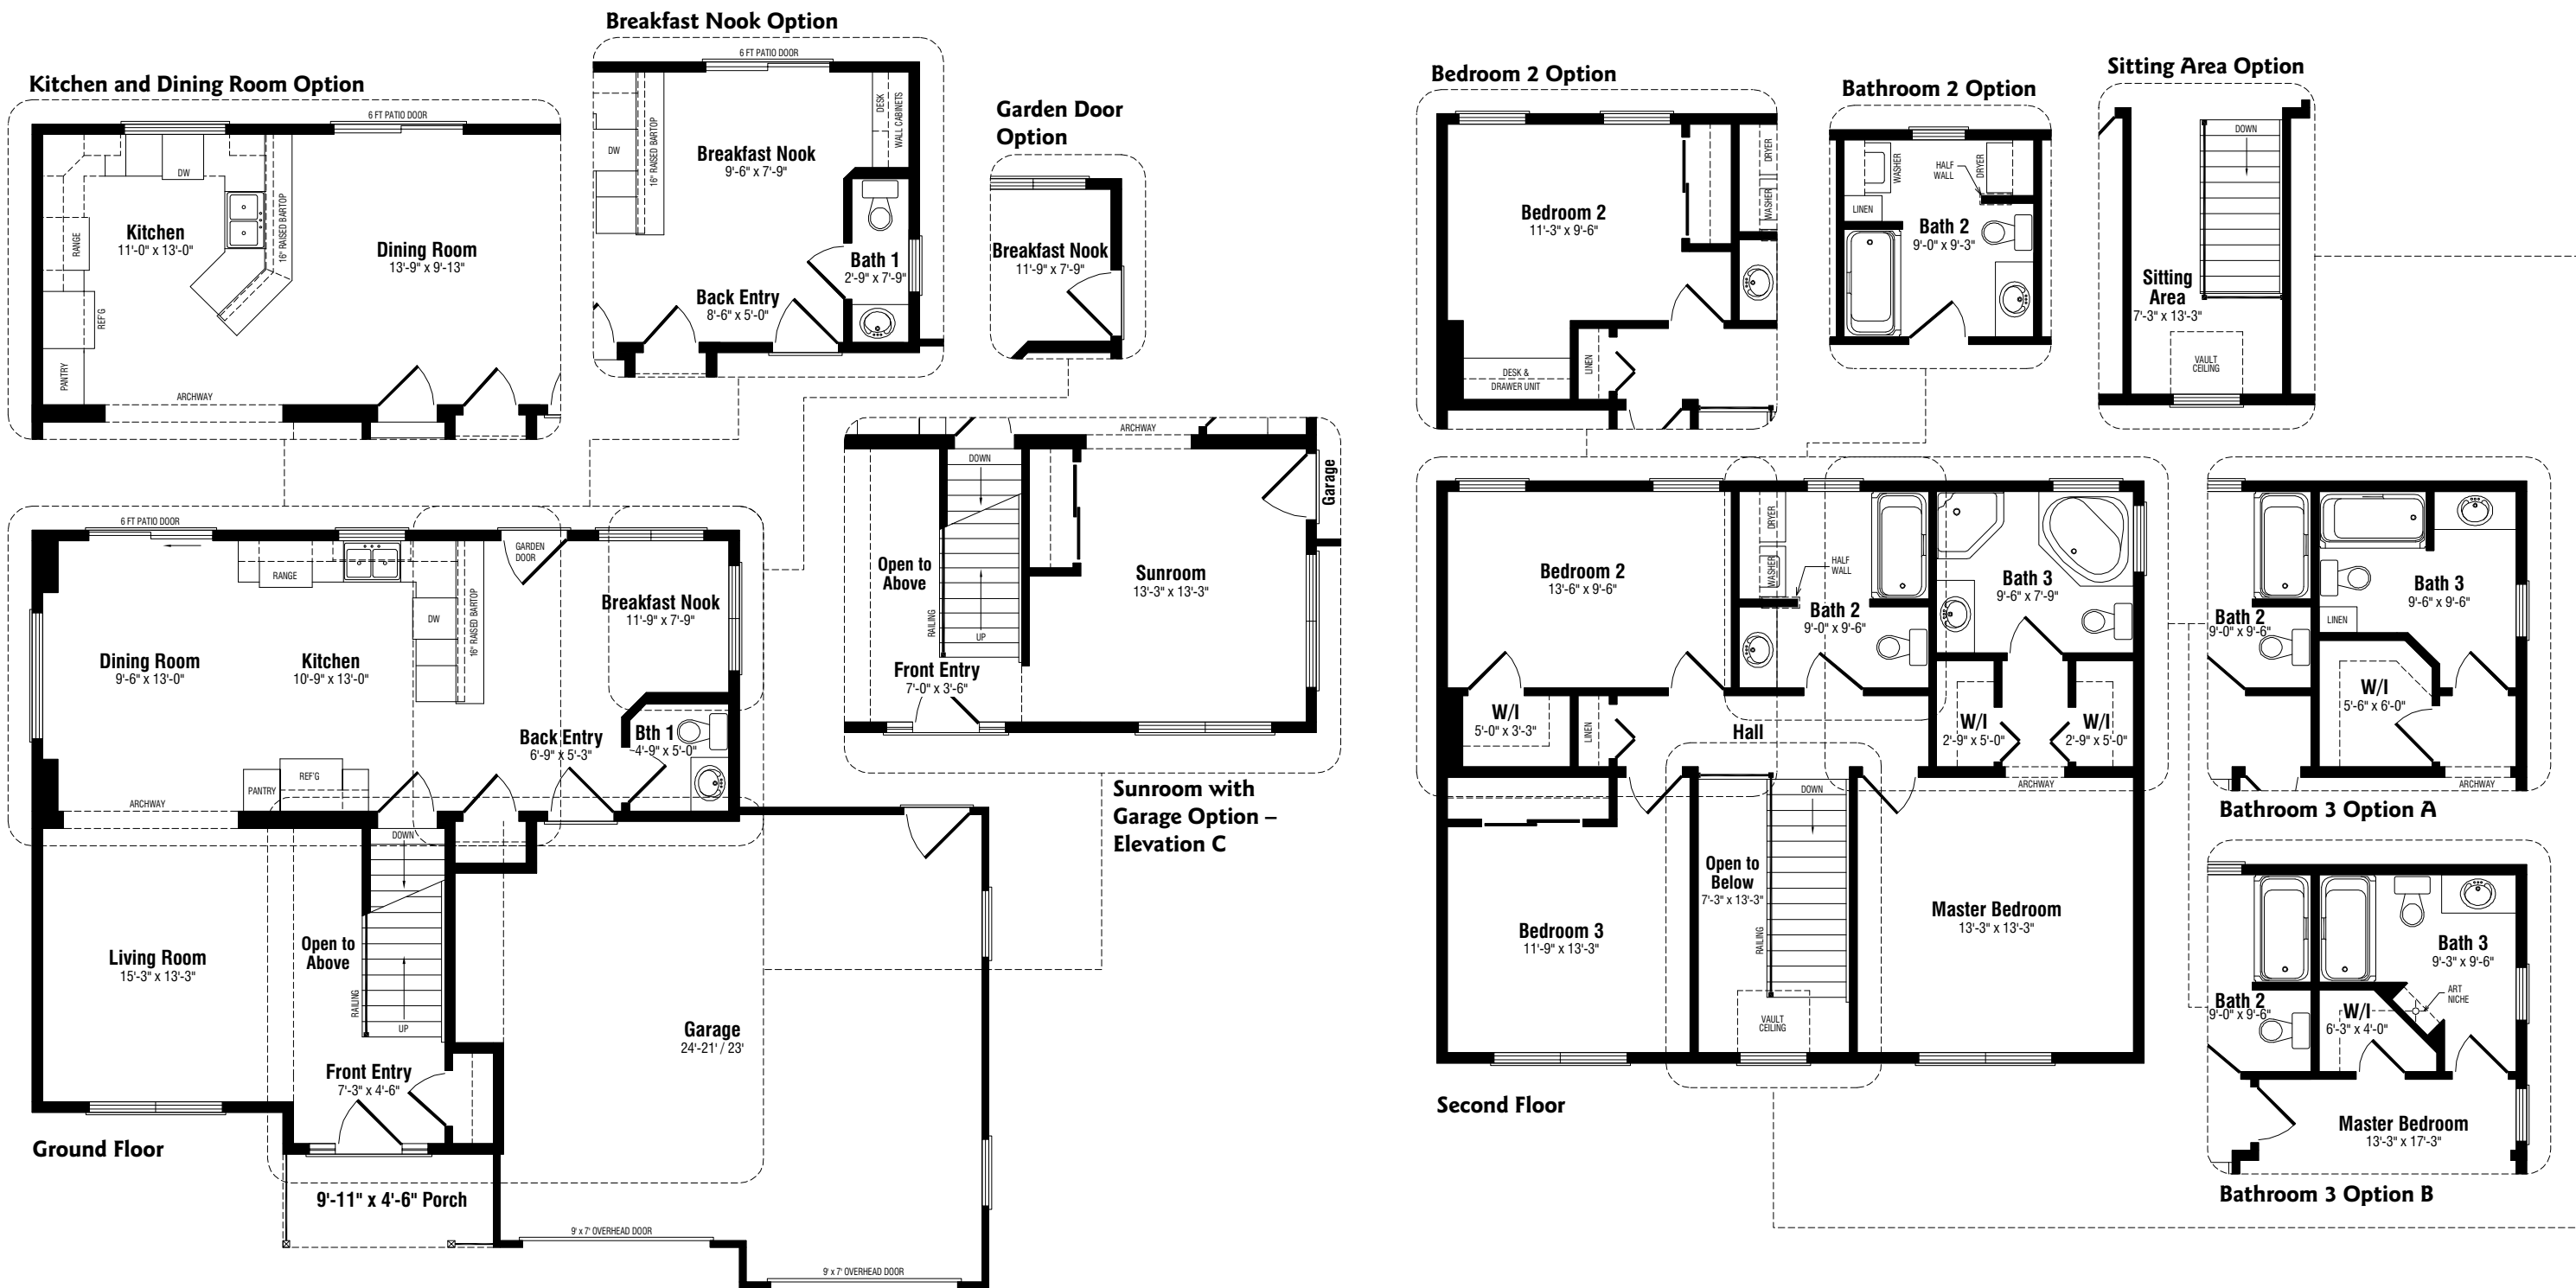 Kitchen and Dining Room Option
6 FT PATIO DOOR
DW
RANGE
REF'G
PANTRY
16" RAISED BARTOP
Kitchen
11'-0" x 13'-0"
Dining Room
13'-9" x 9'-13"
ARCHWAY
Breakfast Nook Option
6 FT PATIO DOOR
DW
16" RAISED BARTOP
DESK
WALL CABINETS
Breakfast Nook
9'-6" x 7'-9"
Bath 1
2'-9" x 7'-9"
Back Entry
8'-6" x 5'-0"
Garden Door
Option
Breakfast Nook
11'-9" x 7'-9"
6 FT PATIO DOOR
RANGE
GARDEN
DOOR
DW
16" RAISED BARTOP
Breakfast Nook
11'-9" x 7'-9"
Dining Room
9'-6" x 13'-0"
Kitchen
10'-9" x 13'-0"
Back Entry
6'-9" x 5'-3"
Bth 1
4'-9" x 5'-0"
REF'G
PANTRY
ARCHWAY
DOWN
Open to
Above
RAILING
UP
Living Room
15'-3" x 13'-3"
Garage
24'-21' / 23'
Front Entry
7'-3" x 4'-6"
Ground Floor
9'-11" x 4'-6" Porch
9' x 7' OVERHEAD DOOR
9' x 7' OVERHEAD DOOR
ARCHWAY
DOWN
Garage
Open to
Above
RAILING
UP
Sunroom
13'-3" x 13'-3"
Front Entry
7'-0" x 3'-6"
Sunroom with
Garage Option –
Elevation C
Bedroom 2 Option
DRYER
WASHER
Bedroom 2
11'-3" x 9'-6"
DESK &
DRAWER UNIT
LINEN
Bathroom 2 Option
WASHER
HALF
WALL
DRYER
LINEN
Bath 2
9'-0" x 9'-3"
Sitting Area Option
DOWN
Sitting
Area
7'-3" x 13'-3"
VAULT
CEILING
Bedroom 2
13'-6" x 9'-6"
DRYER
WASHER
HALF
WALL
Bath 2
9'-0" x 9'-6"
Bath 3
9'-6" x 7'-9"
W/I
5'-0" x 3'-3"
LINEN
Hall
W/I
2'-9" x 5'-0"
W/I
2'-9" x 5'-0"
ARCHWAY
DOWN
Open to
Below
7'-3" x 13'-3"
RAILING
VAULT
CEILING
Bedroom 3
11'-9" x 13'-3"
Master Bedroom
13'-3" x 13'-3"
Second Floor
Bath 2
9'-0" x 9'-6"
Bath 3
9'-6" x 9'-6"
LINEN
W/I
5'-6" x 6'-0"
ARCHWAY
Bathroom 3 Option A
Bath 2
9'-0" x 9'-6"
Bath 3
9'-3" x 9'-6"
ART
NICHE
W/I
6'-3" x 4'-0"
Master Bedroom
13'-3" x 17'-3"
Bathroom 3 Option B